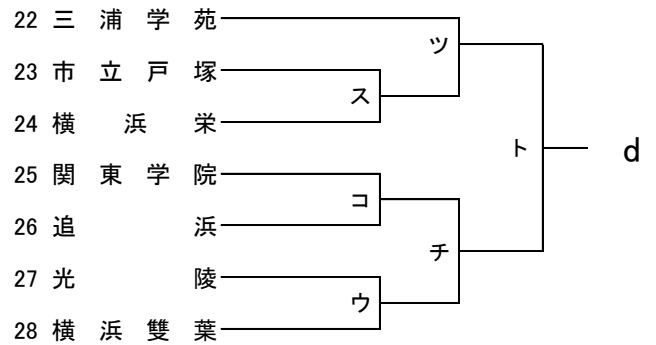 22 三浦学苑
ツ
23 市立戸塚
ス
24 横浜栄
ト d
25 関東学院
コ
26 追浜
チ
27 光陵
ウ
28 横浜雙葉